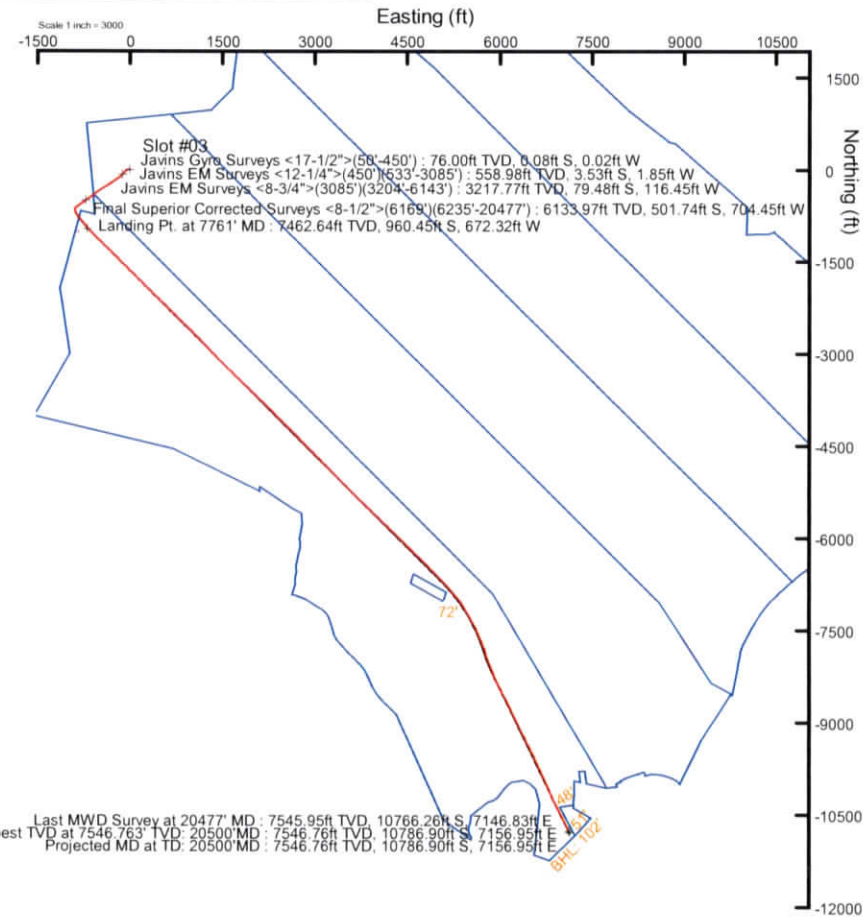 Easting (ft)
Scale 1 inch = 3000
-1500 0 1500 3000 4500 6000 7500 9000 10500
1500
0
-1500
-3000
-4500
-6000
-7500
-9000
-10500
-12000
Northing (ft)
Slot #03
Javins Gyro Surveys <17-1/2">(50'-450') : 76.00ft TVD, 0.08ft S, 0.02ft W
Javins EM Surveys <12-1/4">(450')(533'-3085') : 558.98ft TVD, 3.53ft S, 1.85ft W
Javins EM Surveys <8-3/4">(3085')(3204'-6143') : 3217.77ft TVD, 79.48ft S, 116.45ft W
Final Superior Corrected Surveys <8-1/2">(6169')(6235'-20477') : 6133.97ft TVD, 501.74ft S, 704.45ft W
Landing Pt. at 7761' MD : 7462.64ft TVD, 960.45ft S, 672.32ft W
72'
48'
51'
BHL: 102'
Last MWD Survey at 20477' MD : 7545.95ft TVD, 10766.26ft S, 7146.83ft E
est TVD at 7546.763' TVD: 20500'MD : 7546.76ft TVD, 10786.90ft S, 7156.95ft E
Projected MD at TD: 20500'MD : 7546.76ft TVD, 10786.90ft S, 7156.95ft E